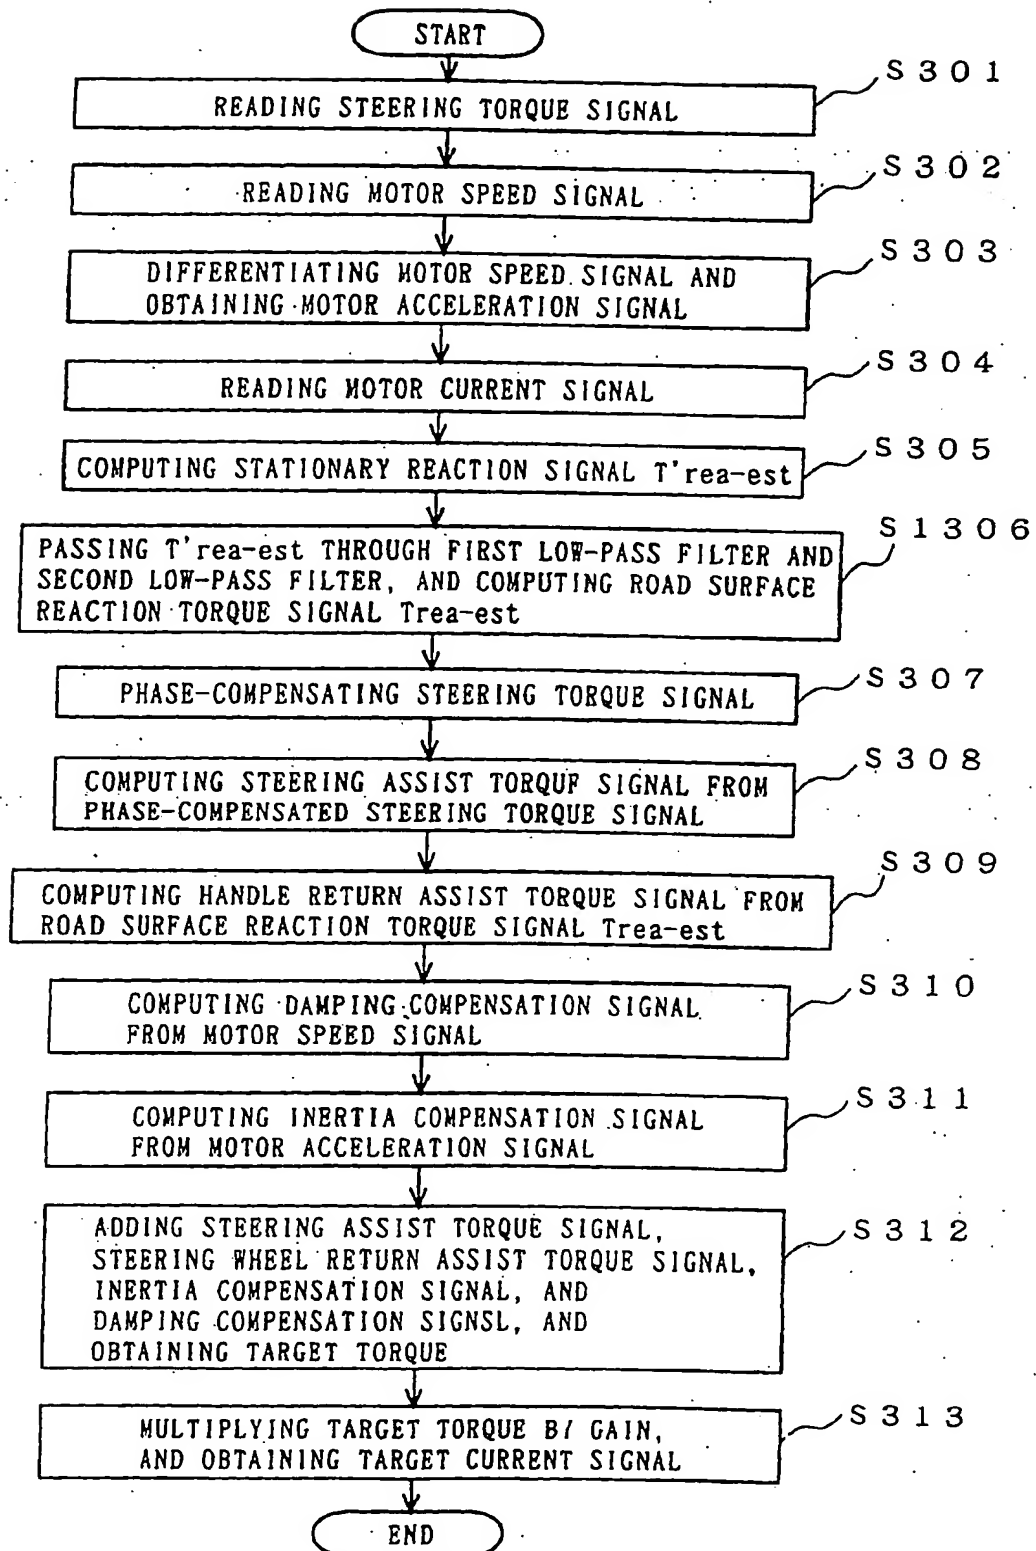 START
READING STEERING TORQUE SIGNAL
S301
READING MOTOR SPEED SIGNAL
S302
DIFFERENTIATING MOTOR SPEED SIGNAL AND
OBTAINING MOTOR ACCELERATION SIGNAL
S303
READING MOTOR CURRENT SIGNAL
S304
COMPUTING STATIONARY REACTION SIGNAL T'rea-est
S305
PASSING T'rea-est THROUGH FIRST LOW-PASS FILTER AND
SECOND LOW-PASS FILTER, AND COMPUTING ROAD SURFACE
REACTION TORQUE SIGNAL Trea-est
S1306
PHASE-COMPENSATING STEERING TORQUE SIGNAL
S307
COMPUTING STEERING ASSIST TORQUE SIGNAL FROM
PHASE-COMPENSATED STEERING TORQUE SIGNAL
S308
COMPUTING HANDLE RETURN ASSIST TORQUE SIGNAL FROM
ROAD SURFACE REACTION TORQUE SIGNAL Trea-est
S309
COMPUTING DAMPING COMPENSATION SIGNAL
FROM MOTOR SPEED SIGNAL
S310
COMPUTING INERTIA COMPENSATION SIGNAL
FROM MOTOR ACCELERATION SIGNAL
S311
ADDING STEERING ASSIST TORQUE SIGNAL,
STEERING WHEEL RETURN ASSIST TORQUE SIGNAL,
INERTIA COMPENSATION SIGNAL, AND
DAMPING COMPENSATION SIGNSL, AND
OBTAINING TARGET TORQUE
S312
MULTIPLYING TARGET TORQUE BY GAIN,
AND OBTAINING TARGET CURRENT SIGNAL
S313
END